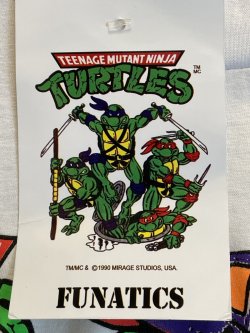 TEENAGE MUTANT NINJA
TURTLES
TM
MC
TM/MC & ©1990 MIRAGE STUDIOS, USA.
FUNATICS